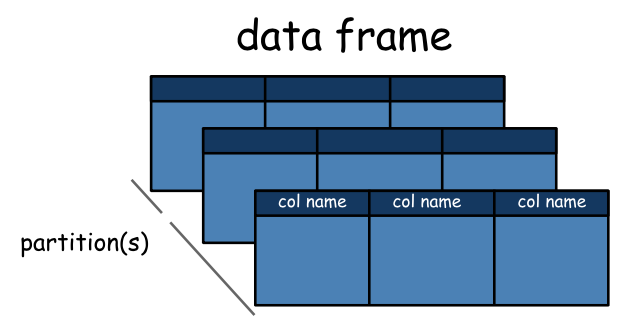 data frame
col name col name col name
partition(s)